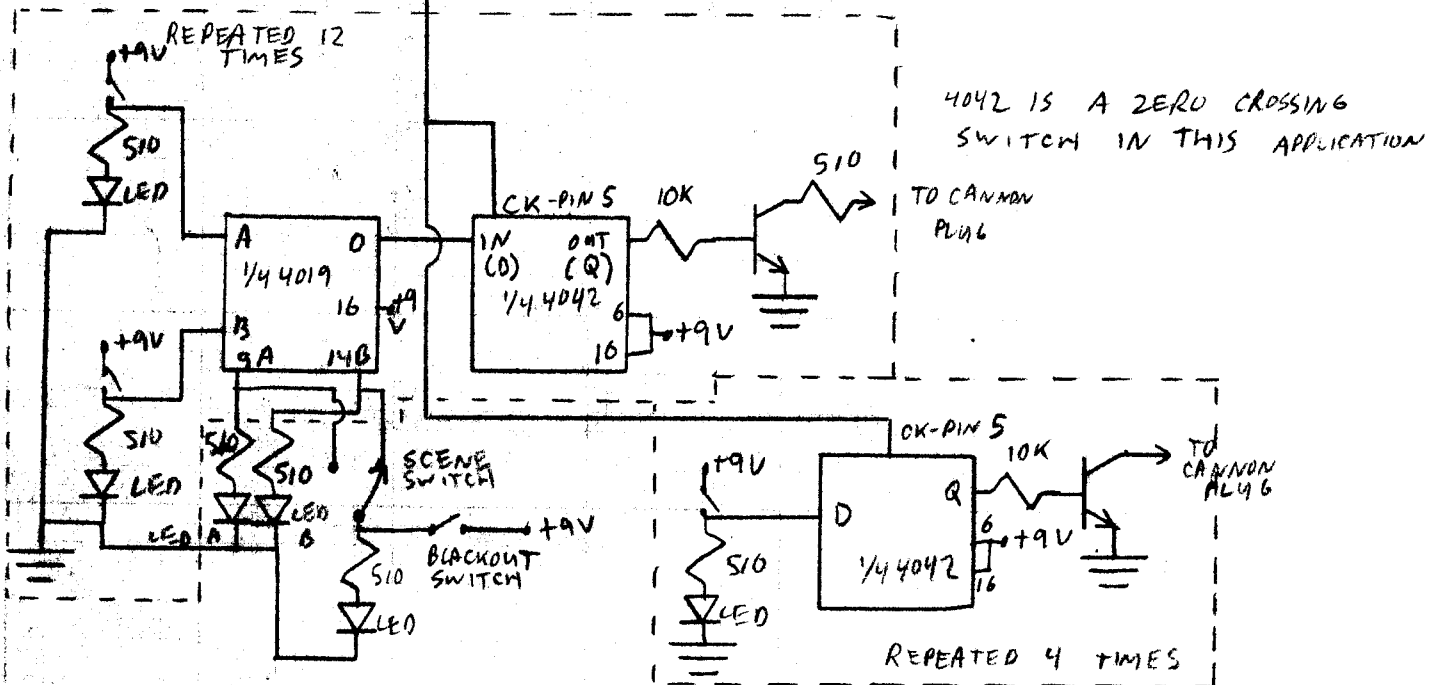 REPEATED 12
TIMES
+9V
510
LED
4042 IS A ZERO CROSSING
SWITCH IN THIS APPLICATION
510
TO CANNON
PLUG
CK-PIN 5
10K
A
O
1/4 4019
16
+9
V
B
9A
14B
IN
(D)
OUT
(Q)
1/4 4042
6
16
+9V
+9V
510
LED
510
510
LED A
LED
B
SCENE
SWITCH
BLACKOUT
SWITCH
+9V
510
LED
CK-PIN 5
10K
TO
CANNON
PLUG
+9V
D
Q
6
+9V
16
1/4 4042
510
LED
REPEATED 4 TIMES